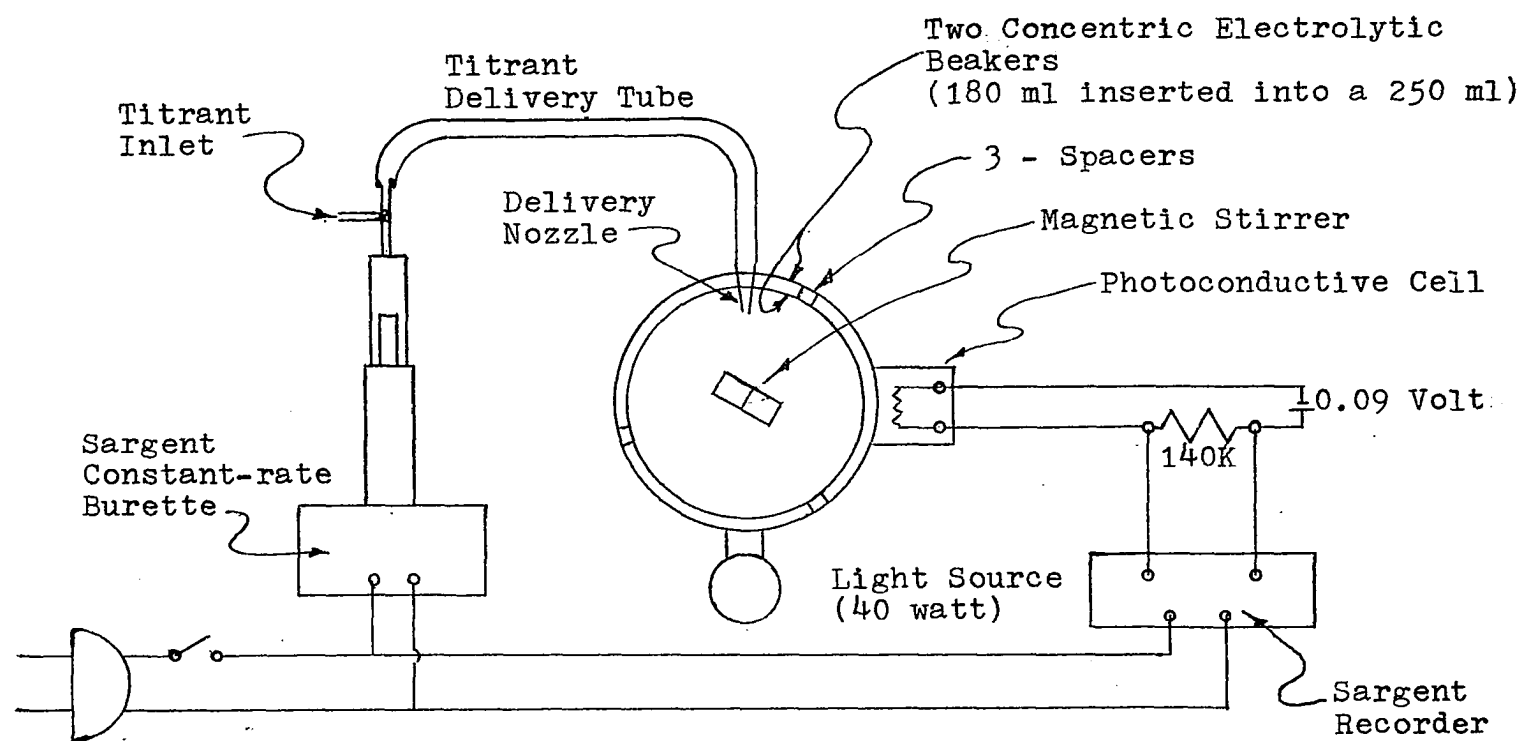 Two Concentric Electrolytic
Beakers
(180 ml inserted into a 250 ml)
Titrant
Delivery Tube
Titrant
Inlet
3 - Spacers
Delivery
Nozzle
Magnetic Stirrer
Photoconductive Cell
0.09 Volt
140K
Sargent
Constant-rate
Burette
Light Source
(40 watt)
Sargent
Recorder